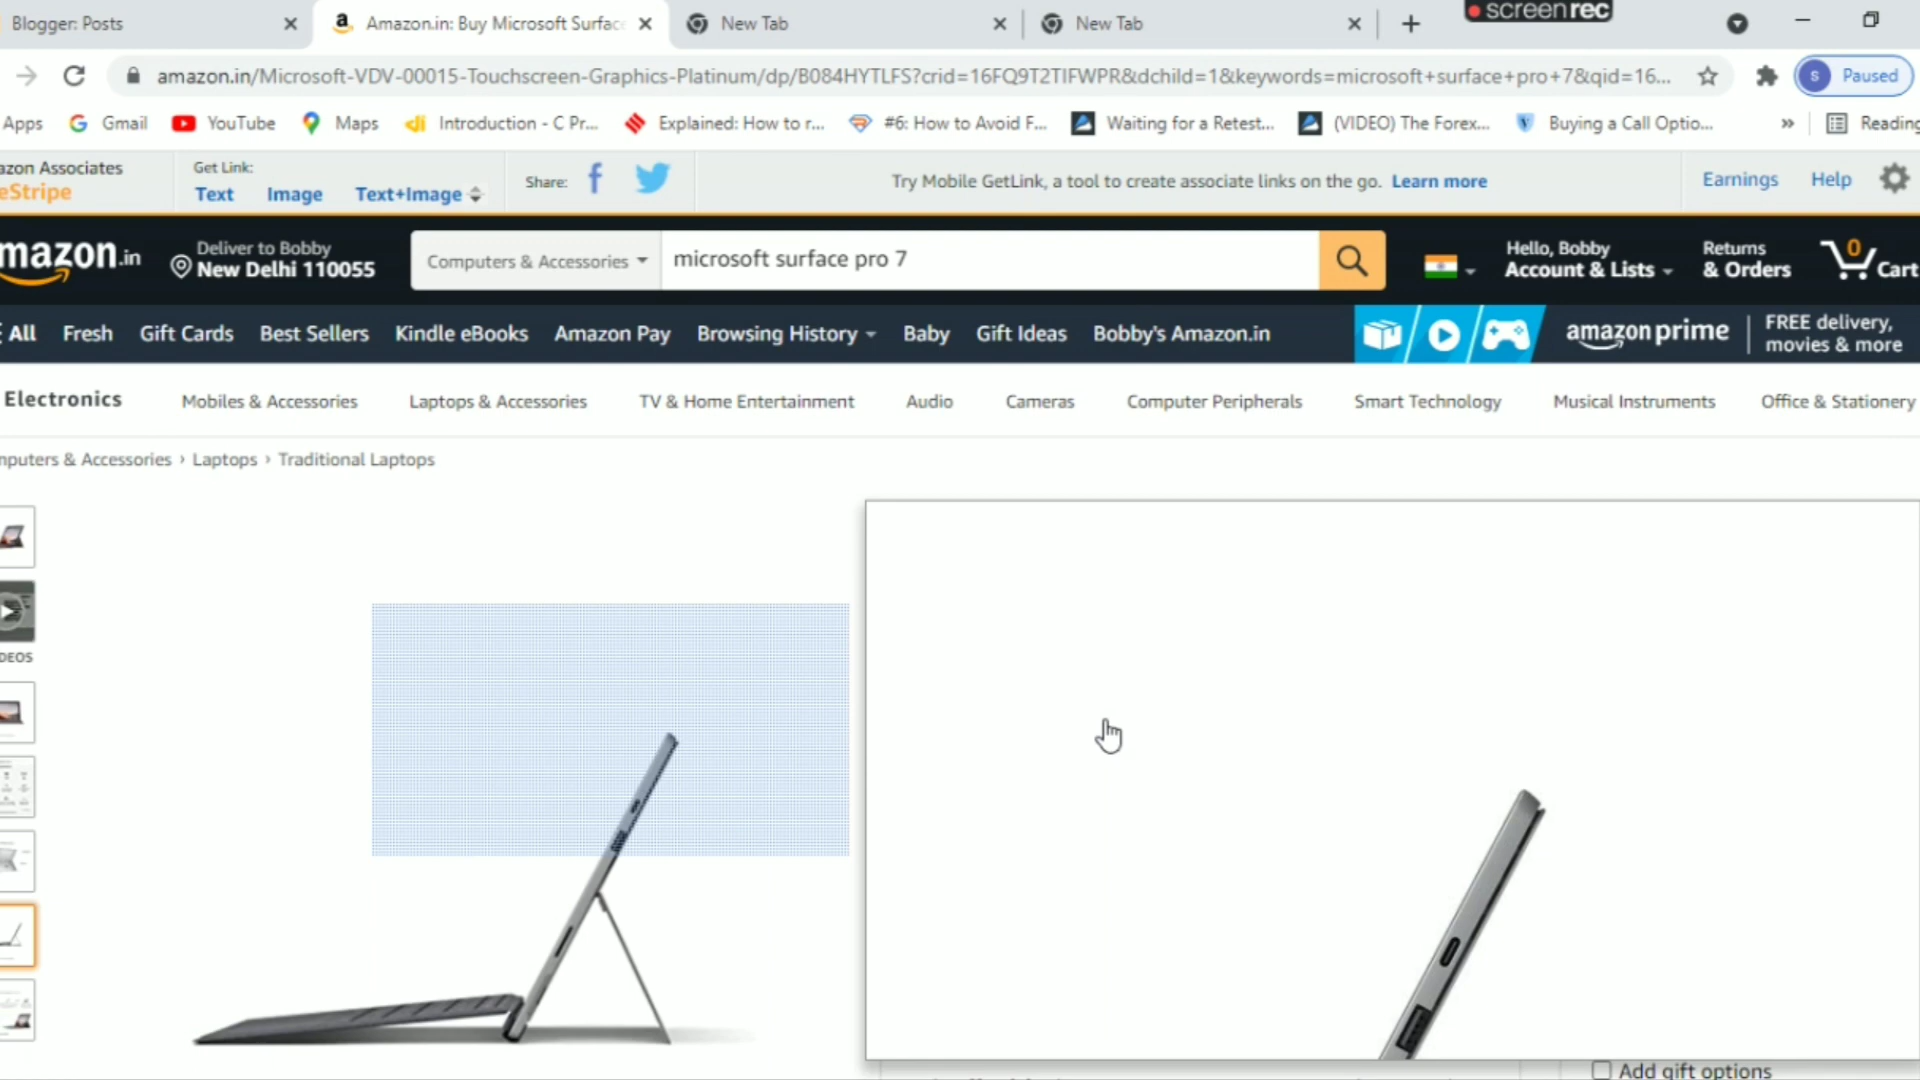 Blogger: Posts
Amazon.in: Buy Microsoft Surface
New Tab
New Tab
screenrec
amazon.in/Microsoft-VDV-00015-Touchscreen-Graphics-Platinum/dp/B084HYTLFS?crid=16FQ9T2TIFWPR&dchild=1&keywords=microsoft+surface+pro+7&qid=16...
S Paused
Apps Gmail YouTube Maps Introduction - C Pr... Explained: How to r... #6: How to Avoid F... Waiting for a Retest... (VIDEO) The Forex... Buying a Call Optio... » Reading
azon Associates
eStripe
Get Link:
Text Image Text+Image
Share:
Try Mobile GetLink, a tool to create associate links on the go. Learn more
Earnings Help
mazon.in
Deliver to Bobby
New Delhi 110055
Computers & Accessories
microsoft surface pro 7
Hello, Bobby
Account & Lists
Returns
& Orders
0
Cart
All Fresh Gift Cards Best Sellers Kindle eBooks Amazon Pay Browsing History Baby Gift Ideas Bobby's Amazon.in
amazon prime
FREE delivery,
movies & more
Electronics Mobiles & Accessories Laptops & Accessories TV & Home Entertainment Audio Cameras Computer Peripherals Smart Technology Musical Instruments Office & Stationery
mputers & Accessories › Laptops › Traditional Laptops
DEOS
Add gift options